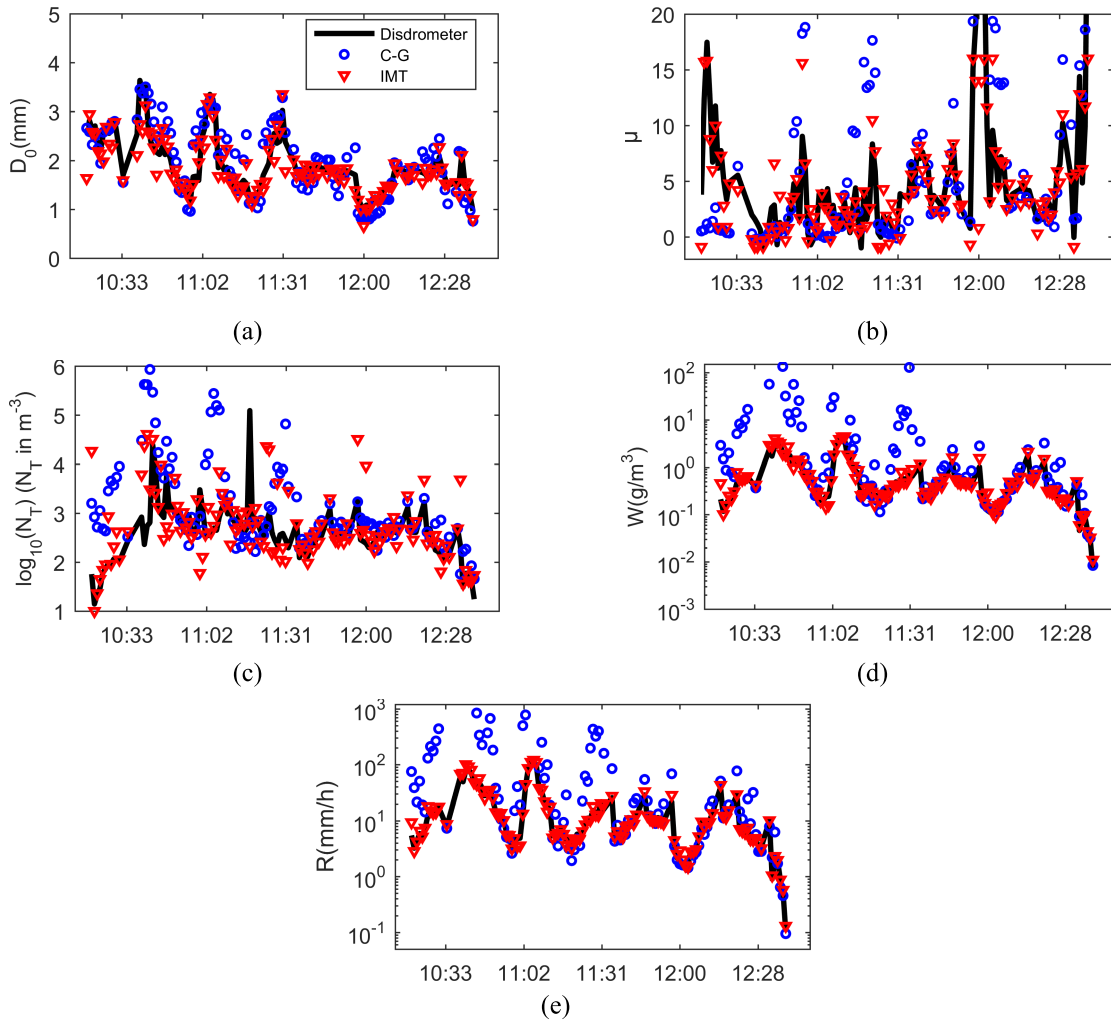 5
4
3
2
1
0
D0(mm)
Disdrometer
C-G
IMT
10:33 11:02 11:31 12:00 12:28
(a)
20
15
10
5
0
μ
10:33 11:02 11:31 12:00 12:28
(b)
6
5
4
3
2
1
log10(NT) (NT in m-3)
10:33 11:02 11:31 12:00 12:28
(c)
10^2
10^1
10^0
10^-1
10^-2
10^-3
W(g/m^3)
10:33 11:02 11:31 12:00 12:28
(d)
10^3
10^2
10^1
10^0
10^-1
R(mm/h)
10:33 11:02 11:31 12:00 12:28
(e)